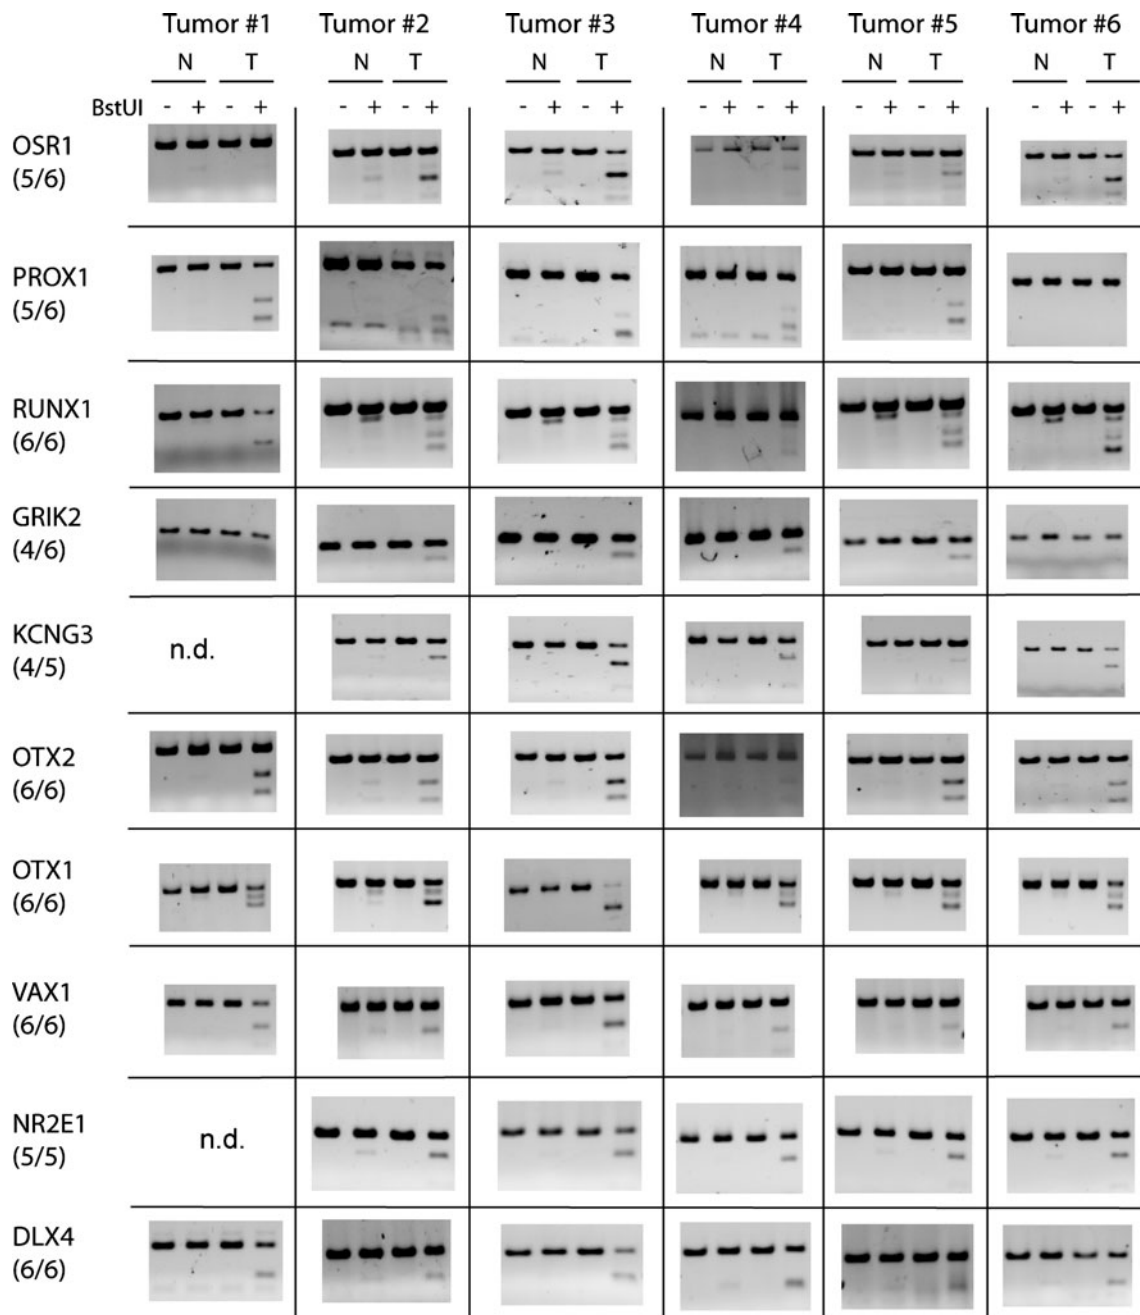 Tumor #1 Tumor #2 Tumor #3 Tumor #4 Tumor #5 Tumor #6
N T N T N T N T N T N T
BstUI - + - + - + - + - + - + - + - + - + - + - + - +
OSR1
(5/6)
PROX1
(5/6)
RUNX1
(6/6)
GRIK2
(4/6)
KCNG3
(4/5)
n.d.
OTX2
(6/6)
OTX1
(6/6)
VAX1
(6/6)
NR2E1
(5/5)
n.d.
DLX4
(6/6)